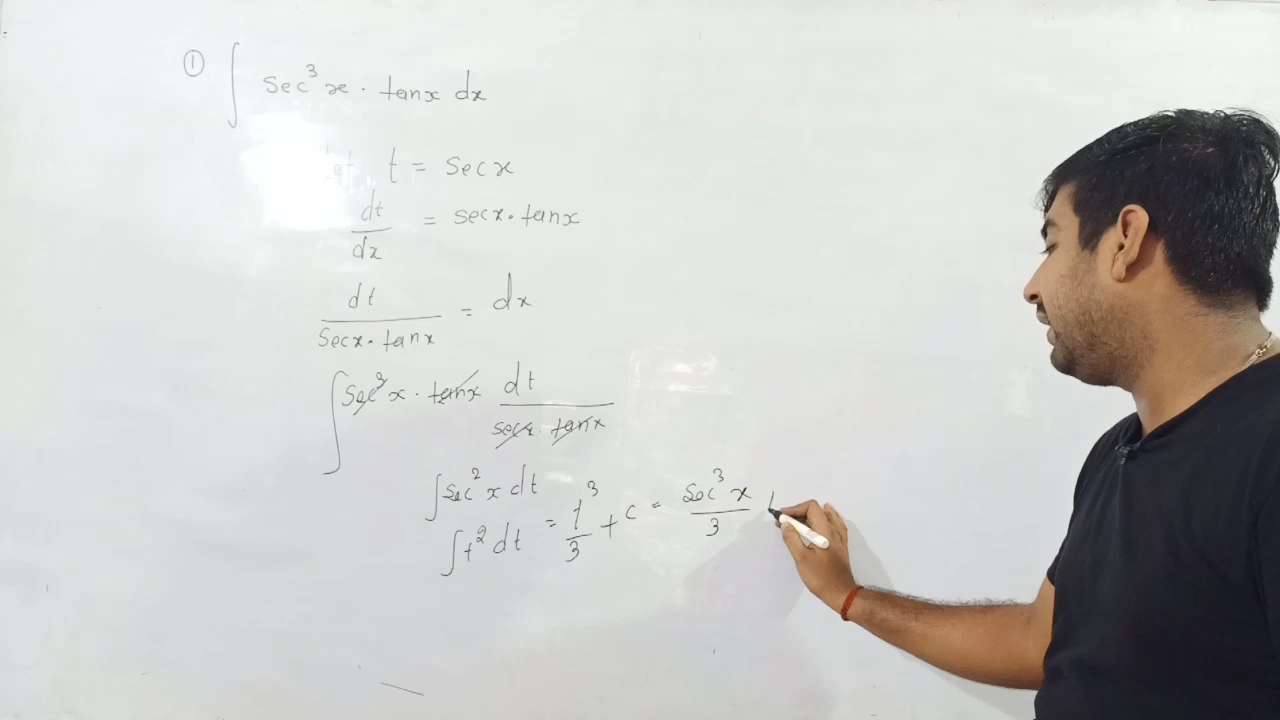 ① ∫ sec³x · tanx dx
let t = secx
dt/dx = secx · tanx
dt/(secx · tanx) = dx
∫ sec³x · tanx dt/(secx · tanx)
∫ sec²x dt
∫ t² dt = t³/3 + c = sec³x/3